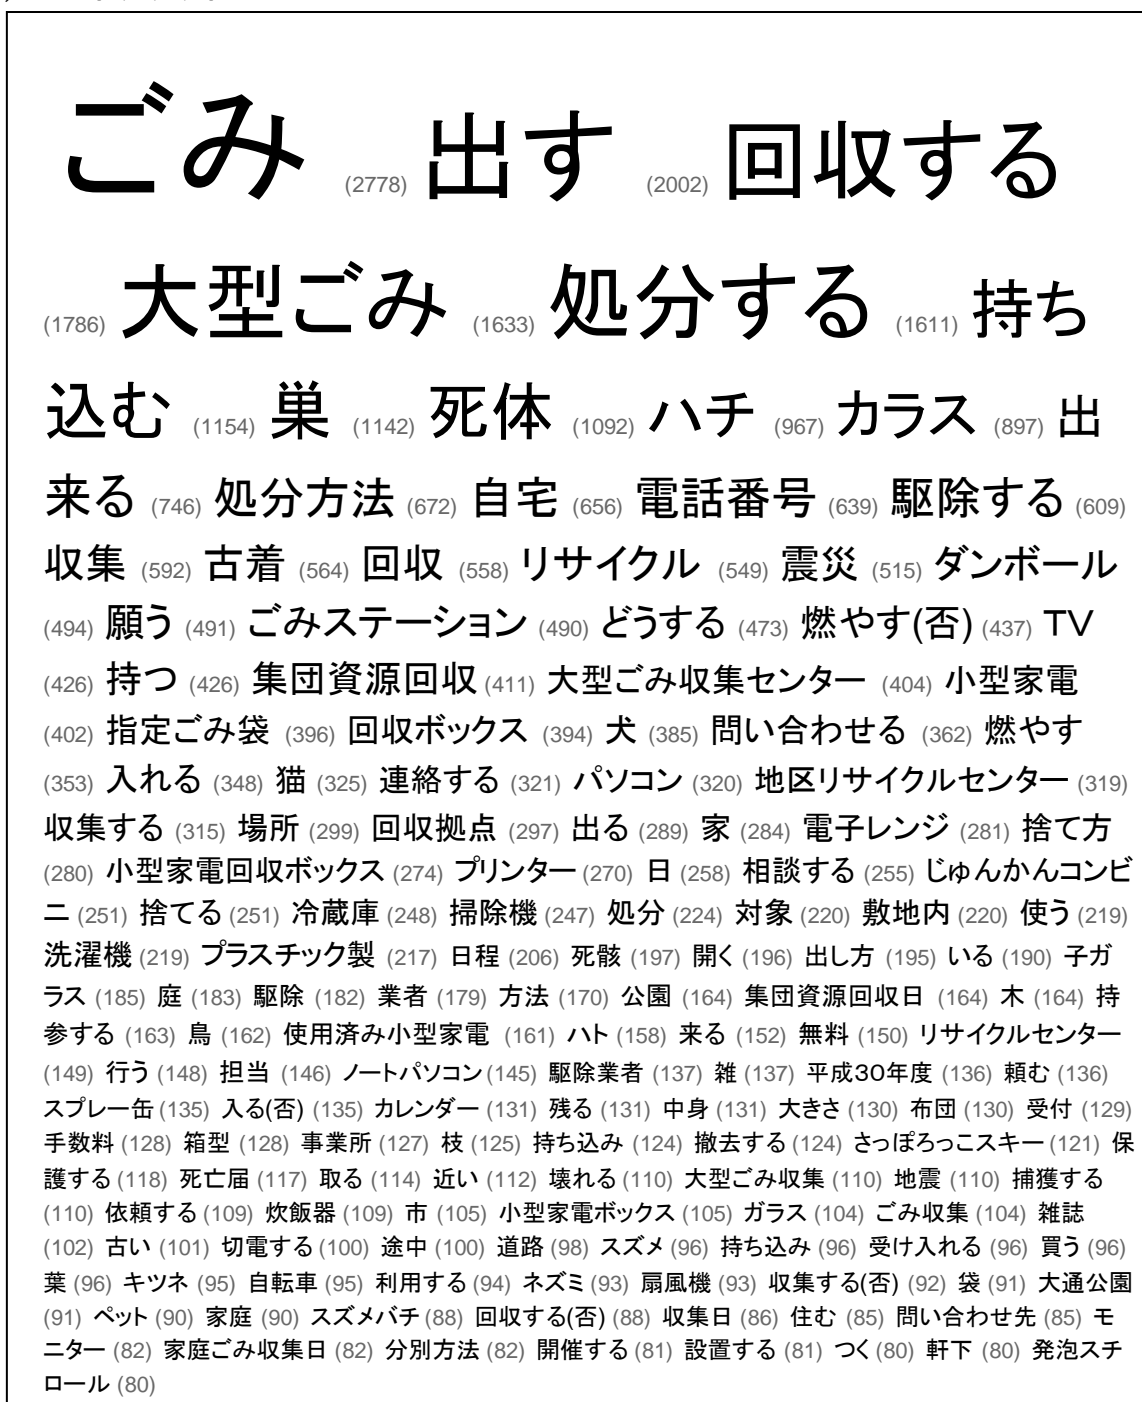 ごみ (2778) 出す (2002) 回収する
(1786) 大型ごみ (1633) 処分する (1611) 持ち
込む (1154) 巣 (1142) 死体 (1092) ハチ (967) カラス (897) 出
来る (746) 処分方法 (672) 自宅 (656) 電話番号 (639) 駆除する (609)
収集 (592) 古着 (564) 回収 (558) リサイクル (549) 震災 (515) ダンボール
(494) 願う (491) ごみステーション (490) どうする (473) 燃やす(否) (437) TV
(426) 持つ (426) 集団資源回収 (411) 大型ごみ収集センター (404) 小型家電
(402) 指定ごみ袋 (396) 回収ボックス (394) 犬 (385) 問い合わせる (362) 燃やす
(353) 入れる (348) 猫 (325) 連絡する (321) パソコン (320) 地区リサイクルセンター (319)
収集する (315) 場所 (299) 回収拠点 (297) 出る (289) 家 (284) 電子レンジ (281) 捨て方
(280) 小型家電回収ボックス (274) プリンター (270) 日 (258) 相談する (255) じゅんかんコンビ
ニ (251) 捨てる (251) 冷蔵庫 (248) 掃除機 (247) 処分 (224) 対象 (220) 敷地内 (220) 使う (219)
洗濯機 (219) プラスチック製 (217) 日程 (206) 死骸 (197) 開く (196) 出し方 (195) いる (190) 子ガ
ラス (185) 庭 (183) 駆除 (182) 業者 (179) 方法 (170) 公園 (164) 集団資源回収日 (164) 木 (164) 持
参する (163) 鳥 (162) 使用済み小型家電 (161) ハト (158) 来る (152) 無料 (150) リサイクルセンター
(149) 行う (148) 担当 (146) ノートパソコン (145) 駆除業者 (137) 雑 (137) 平成30年度 (136) 頼む (136)
スプレー缶 (135) 入る(否) (135) カレンダー (131) 残る (131) 中身 (131) 大きさ (130) 布団 (130) 受付 (129)
手数料 (128) 箱型 (128) 事業所 (127) 枝 (125) 持ち込み (124) 撤去する (124) さっぽろっこスキー (121) 保
護する (118) 死亡届 (117) 取る (114) 近い (112) 壊れる (110) 大型ごみ収集 (110) 地震 (110) 捕獲する
(110) 依頼する (109) 炊飯器 (109) 市 (105) 小型家電ボックス (105) ガラス (104) ごみ収集 (104) 雑誌
(102) 古い (101) 切電する (100) 途中 (100) 道路 (98) スズメ (96) 持ち込み (96) 受け入れる (96) 買う (96)
葉 (96) キツネ (95) 自転車 (95) 利用する (94) ネズミ (93) 扇風機 (93) 収集する(否) (92) 袋 (91) 大通公園
(91) ペット (90) 家庭 (90) スズメバチ (88) 回収する(否) (88) 収集日 (86) 住む (85) 問い合わせ先 (85) モ
ニター (82) 家庭ごみ収集日 (82) 分別方法 (82) 開催する (81) 設置する (81) つく (80) 軒下 (80) 発泡スチ
ロール (80)